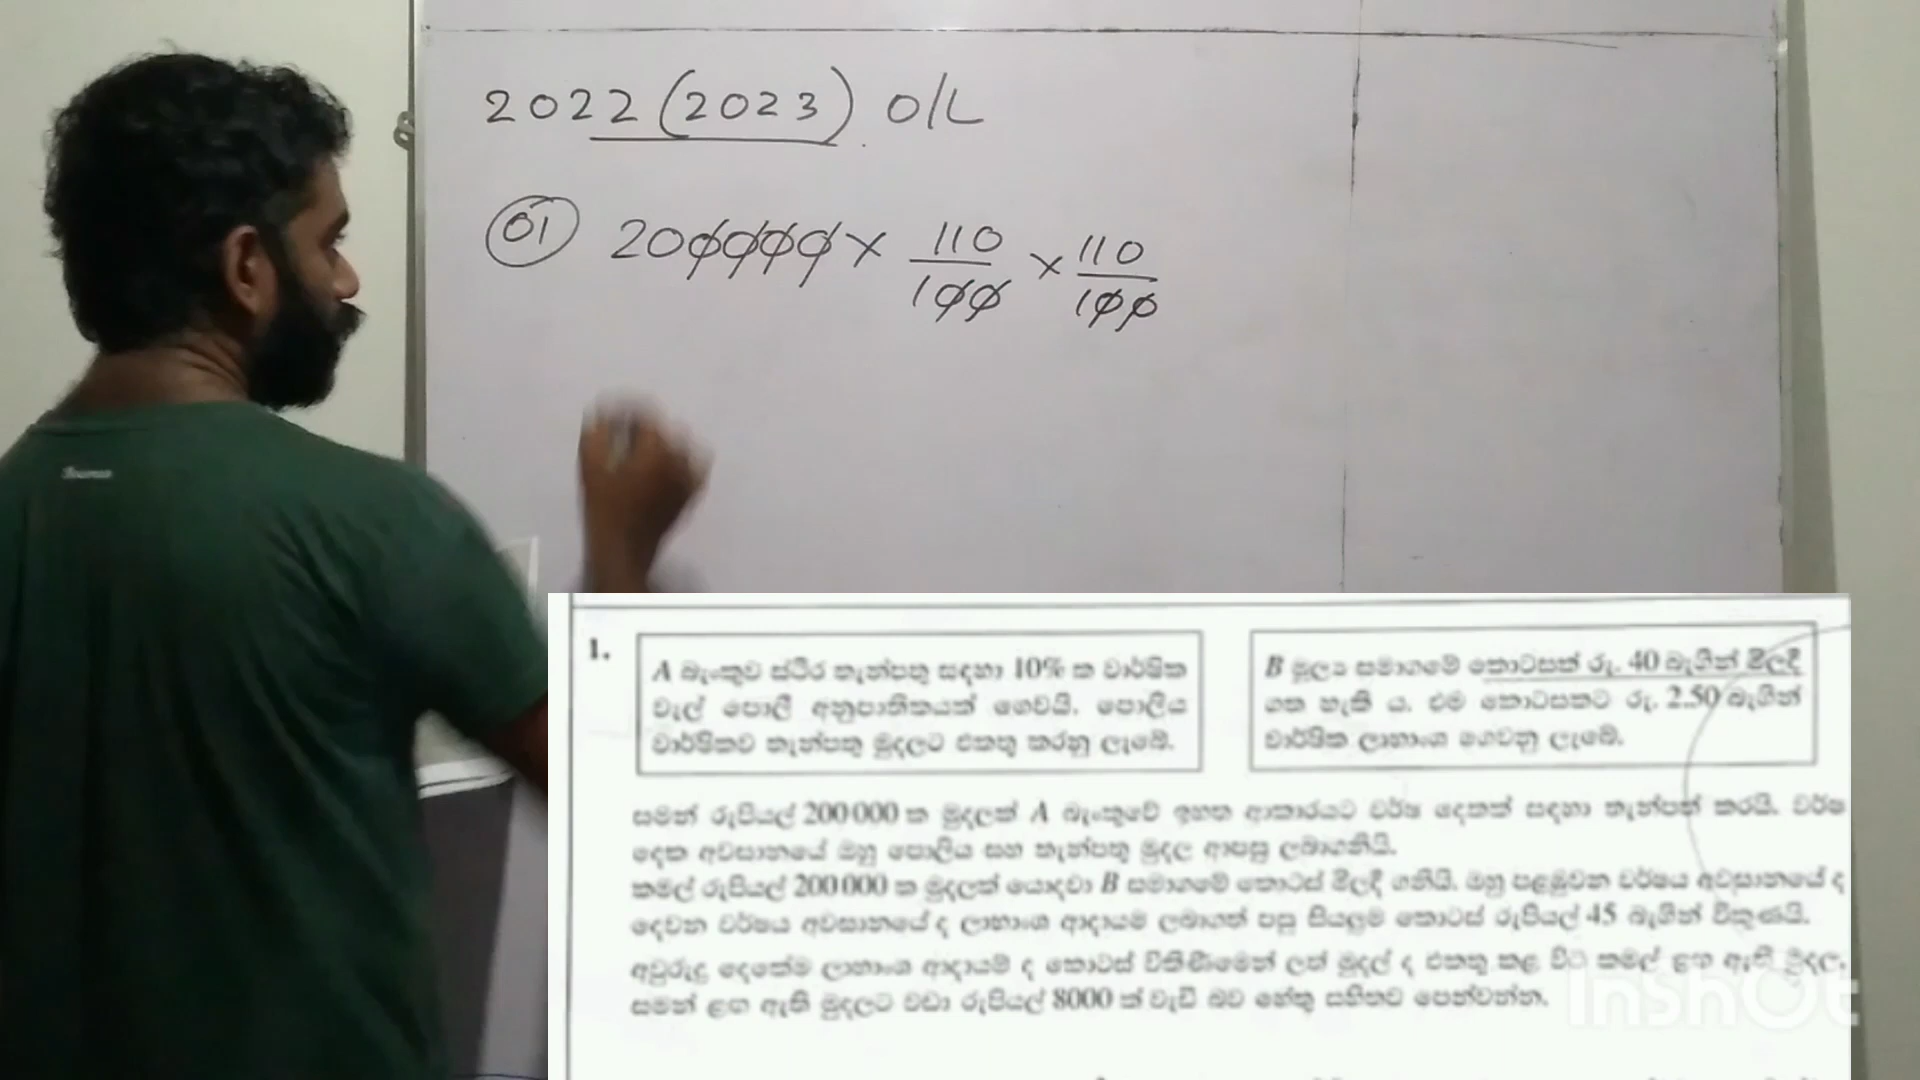 2022 (2023) O/L
01 200000 × 110/100 × 110/100
1.
A බැංකුව ස්ථිර තැන්පතු සඳහා 10% ක වාර්ෂික
වැල් පොලී අනුපාතිකයක් ගෙවයි. පොලිය
වාර්ෂිකව තැන්පතු මුදලට එකතු කරනු ලැබේ.
B මූල්‍ය සමාගමේ කොටසක් රු. 40 බැගින් මිලදී
ගත හැකි ය. එම කොටසකට රු. 2.50 බැගින්
වාර්ෂික ලාභාංශ ගෙවනු ලැබේ.
සමන් රුපියල් 200 000 ක මුදලක් A බැංකුවේ ඉහත ආකාරයට වර්ෂ දෙකක් සඳහා තැන්පත් කරයි. වර්ෂ
දෙක අවසානයේ ඔහු පොලිය සහ තැන්පතු මුදල ආපසු ලබාගනියි.
කමල් රුපියල් 200 000 ක මුදලක් යොදවා B සමාගමේ කොටස් මිලදී ගනියි. ඔහු පළමුවන වර්ෂය අවසානයේ ද
දෙවන වර්ෂය අවසානයේ ද ලාභාංශ ආදායම ලබාගත් පසු සියලුම කොටස් රුපියල් 45 බැගින් විකුණයි.
අවුරුදු දෙකේම ලාභාංශ ආදායම් ද කොටස් විකිණීමෙන් ලත් මුදල් ද එකතු කළ විට කමල් ළඟ ඇති මුදල,
සමන් ළඟ ඇති මුදලට වඩා රුපියල් 8000 ක් වැඩි බව හේතු සහිතව පෙන්වන්න.
InShOt